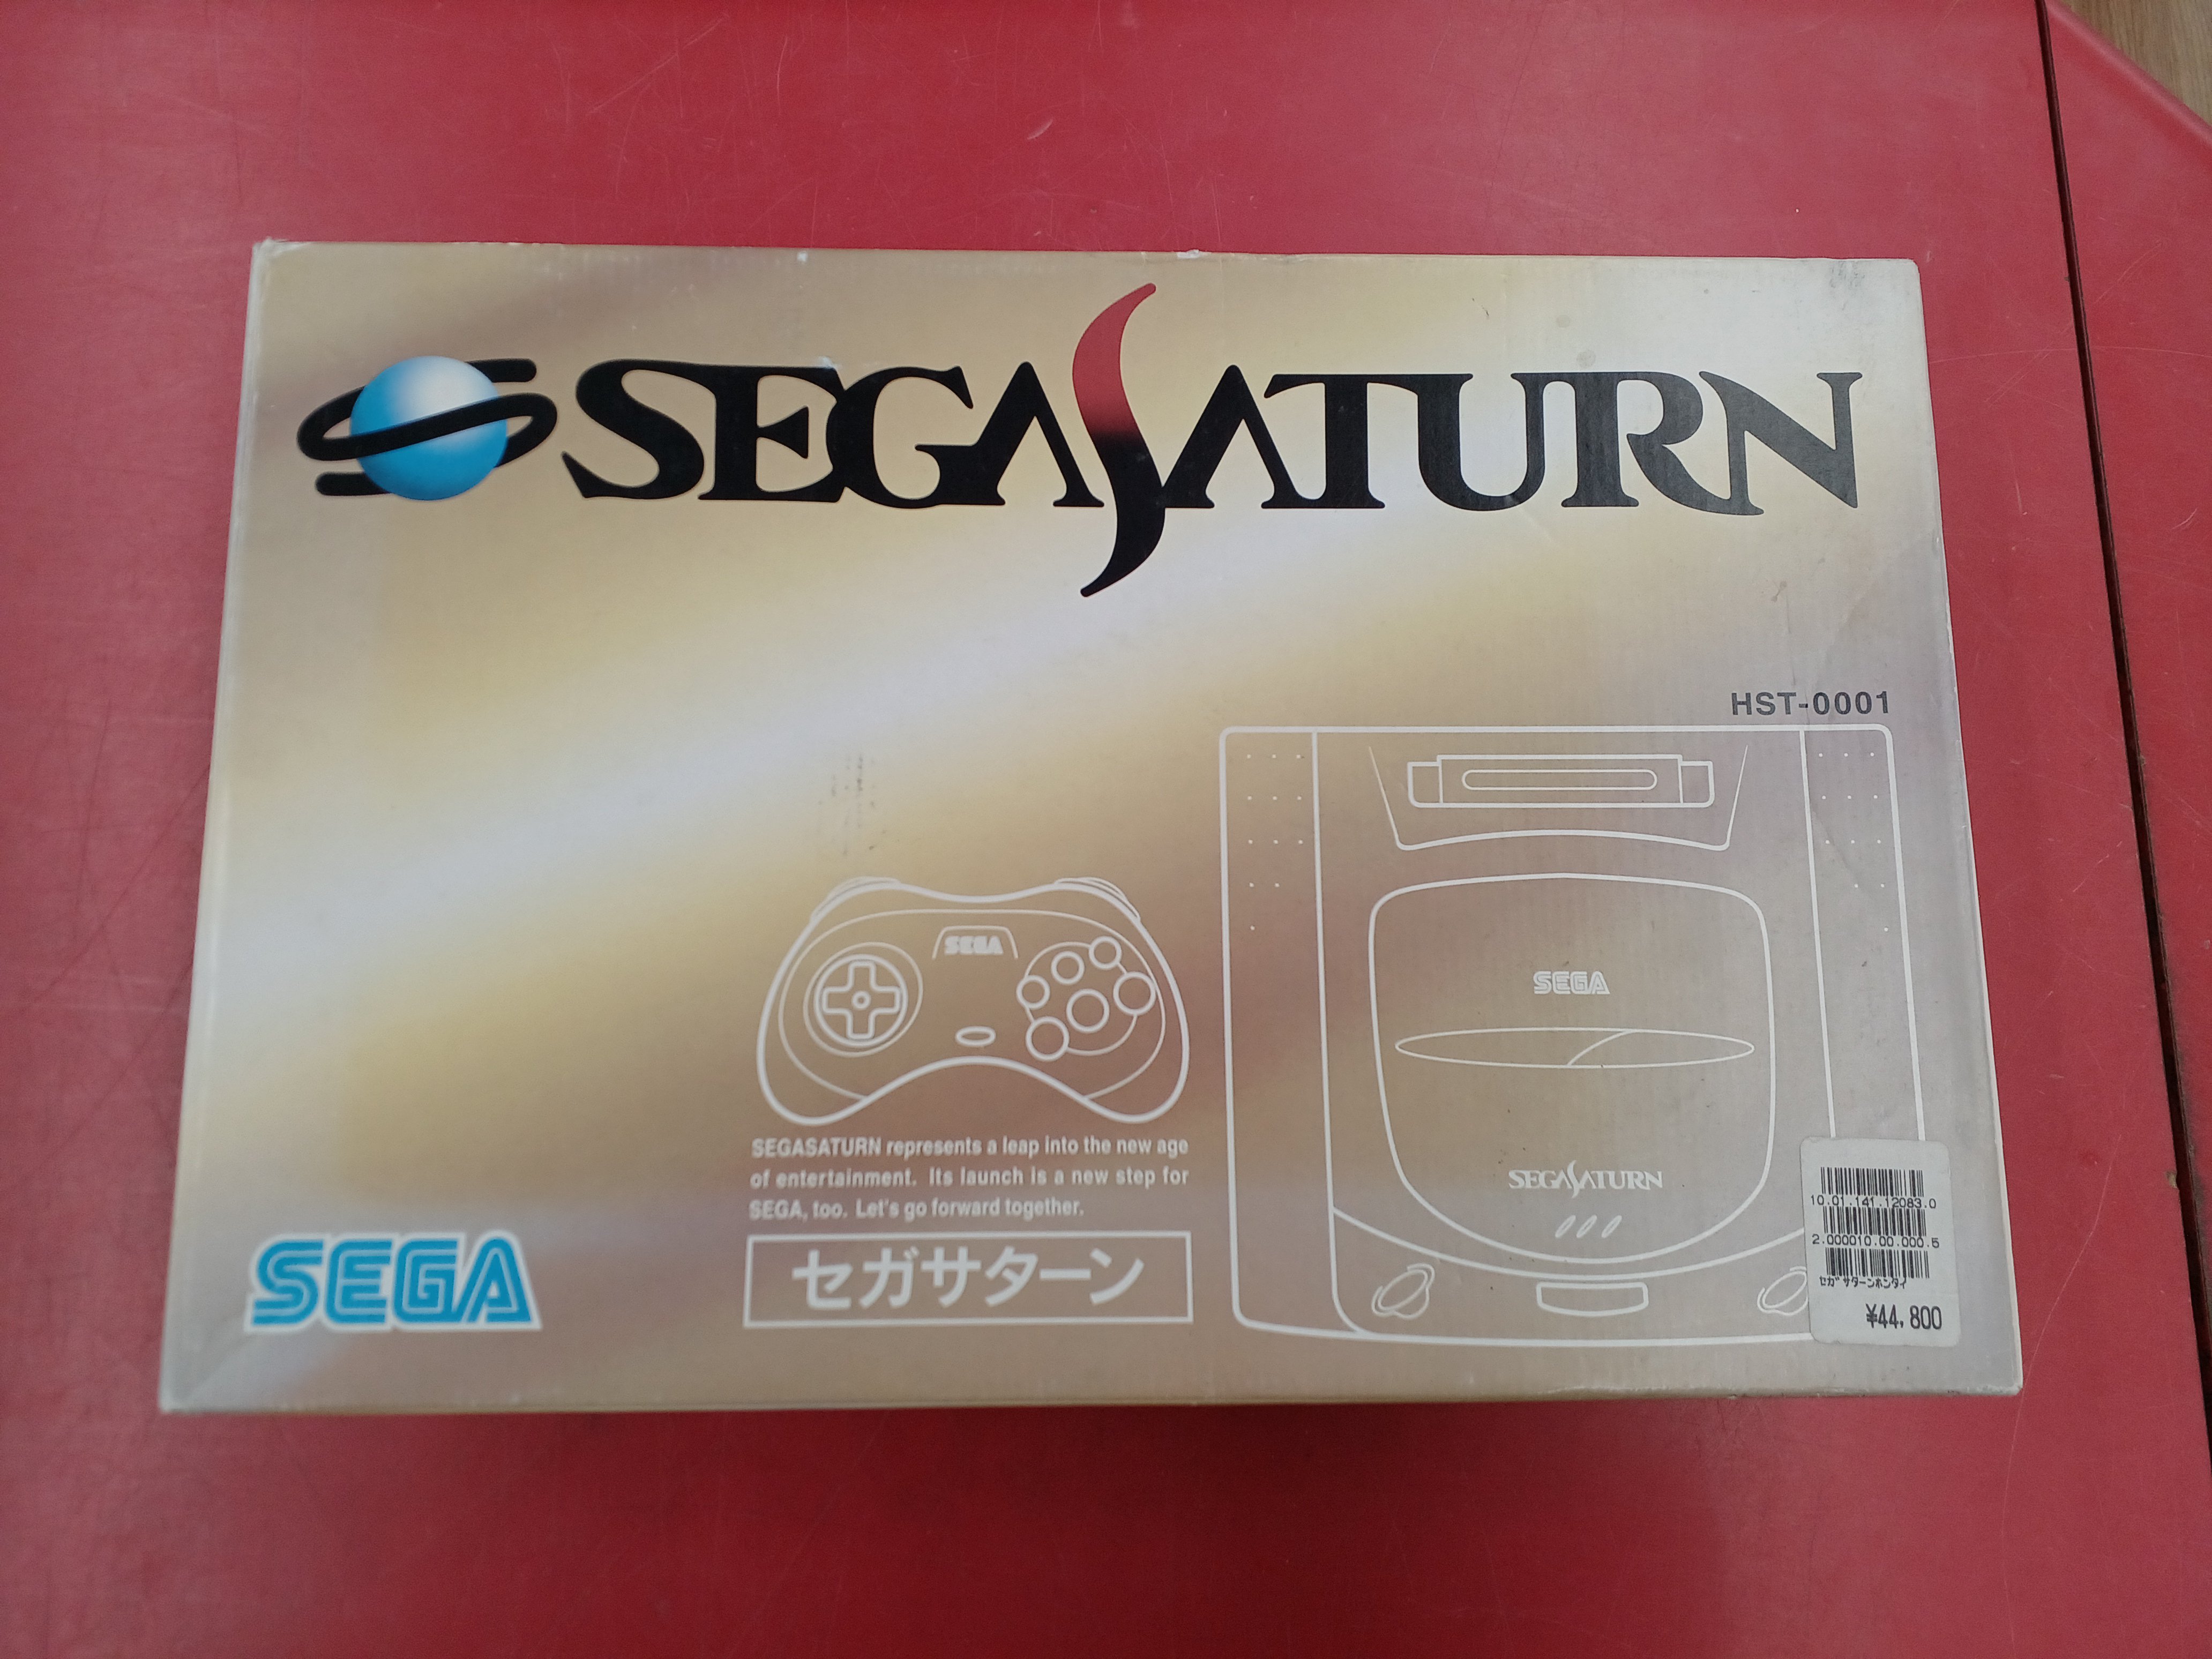 SEGASATURN
HST-0001
SEGA
SEGA
SEGASATURN
SEGASATURN represents a leap into the new age
of entertainment. Its launch is a new step for
SEGA, too. Let's go forward together.
セガサターン
SEGA
10.01.141.12083.0
2.000010.00.000.5
ｾｶﾞｻﾀｰﾝﾎﾝﾀｲ
¥44,800